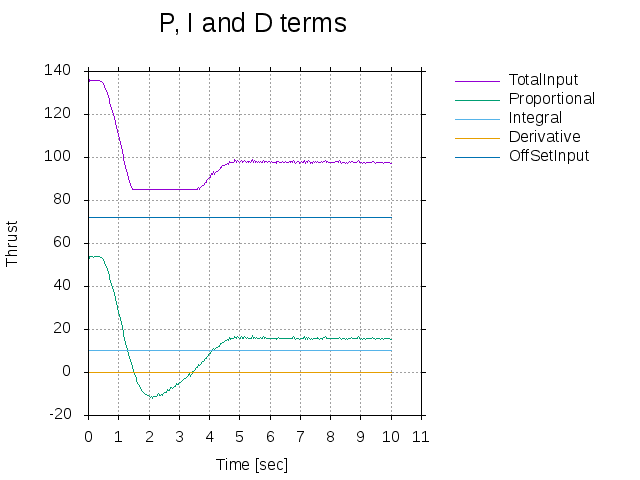 P, I and D terms
140
120
100
80
60
40
20
0
-20
Thrust
0 1 2 3 4 5 6 7 8 9 10 11
Time [sec]
TotalInput
Proportional
Integral
Derivative
OffSetInput